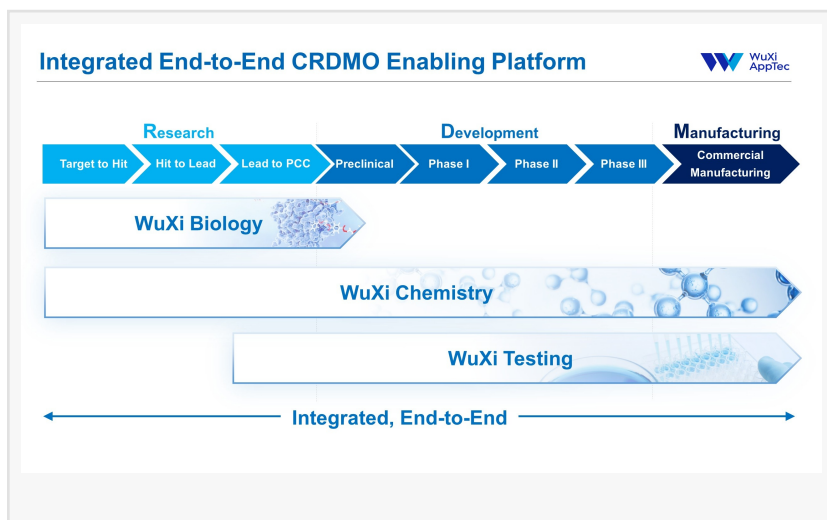 Integrated End-to-End CRDMO Enabling Platform
WuXi
AppTec
Research
Development
Manufacturing
Target to Hit
Hit to Lead
Lead to PCC
Preclinical
Phase I
Phase II
Phase III
Commercial
Manufacturing
WuXi Biology
WuXi Chemistry
WuXi Testing
Integrated, End-to-End